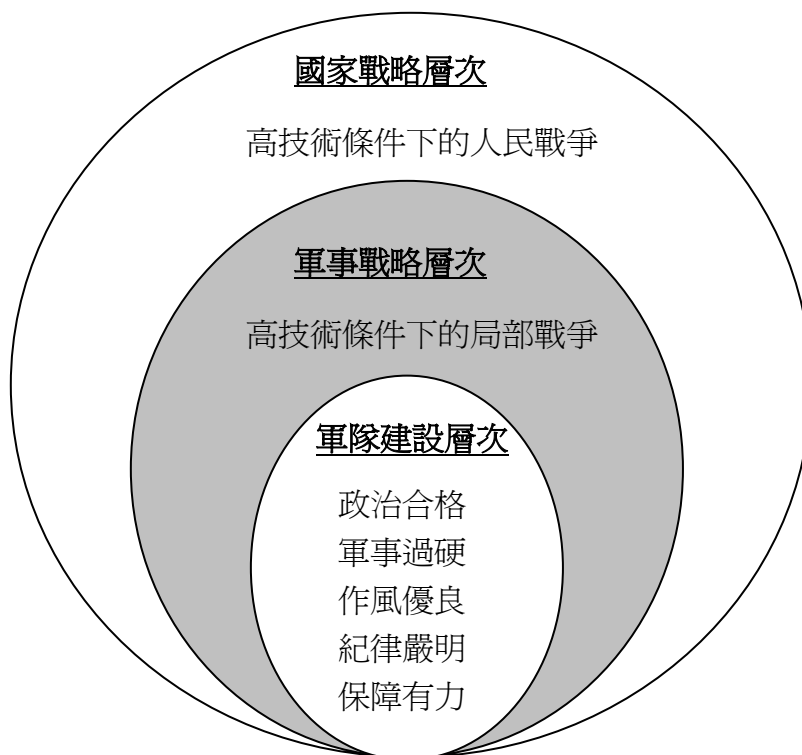 國家戰略層次
高技術條件下的人民戰爭
軍事戰略層次
高技術條件下的局部戰爭
軍隊建設層次
政治合格
軍事過硬
作風優良
紀律嚴明
保障有力